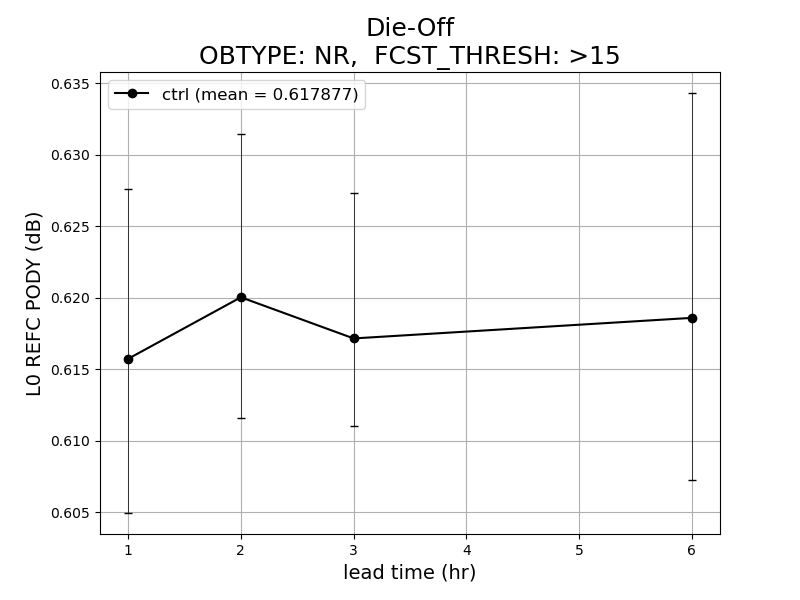 Die-Off
OBTYPE: NR,  FCST_THRESH: >15
ctrl (mean = 0.617877)
L0 REFC PODY (dB)
0.635
0.630
0.625
0.620
0.615
0.610
0.605
1 2 3 4 5 6
lead time (hr)